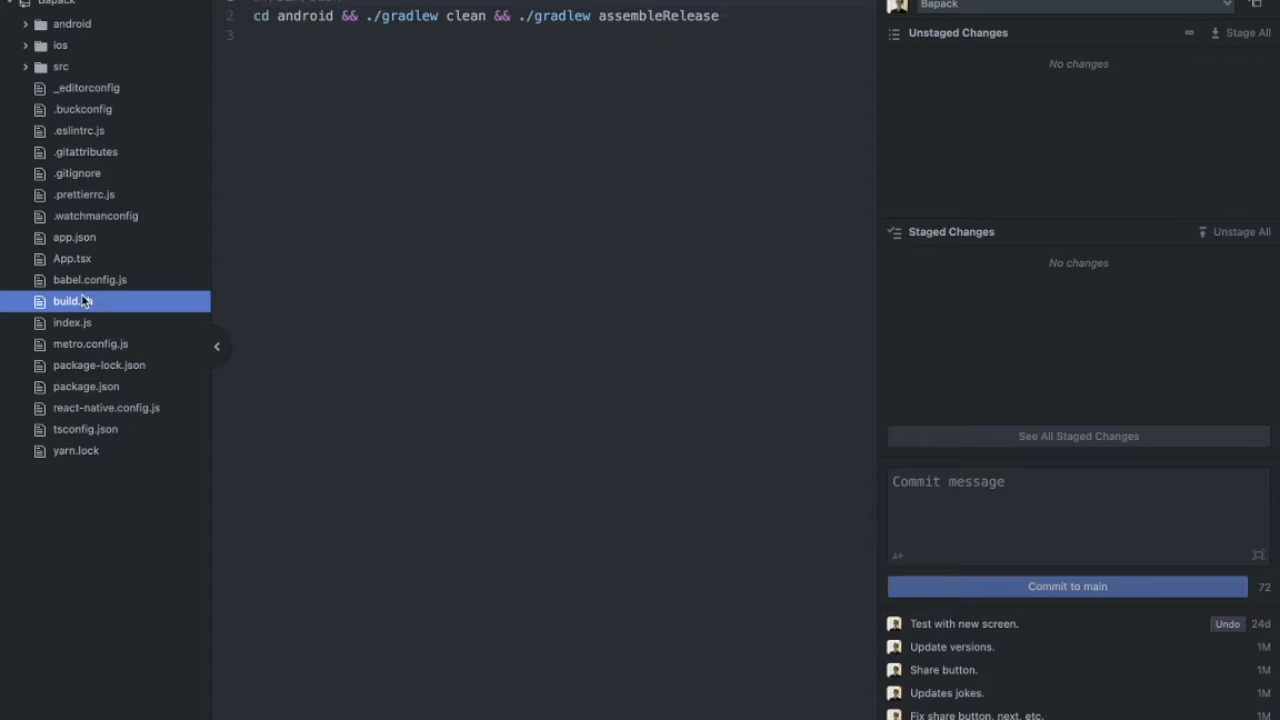 Bapack
android
ios
src
_editorconfig
.buckconfig
.eslintrc.js
.gitattributes
.gitignore
.prettierrc.js
.watchmanconfig
app.json
App.tsx
babel.config.js
build.
index.js
metro.config.js
package-lock.json
package.json
react-native.config.js
tsconfig.json
yarn.lock
2 cd android && ./gradlew clean && ./gradlew assembleRelease
3
Bapack
Unstaged Changes
Stage All
No changes
Staged Changes
Unstage All
No changes
See All Staged Changes
Commit message
Commit to main
72
Test with new screen.
Undo
24d
Update versions.
1M
Share button.
1M
Updates jokes.
1M
Fix share button, next, etc.
1M